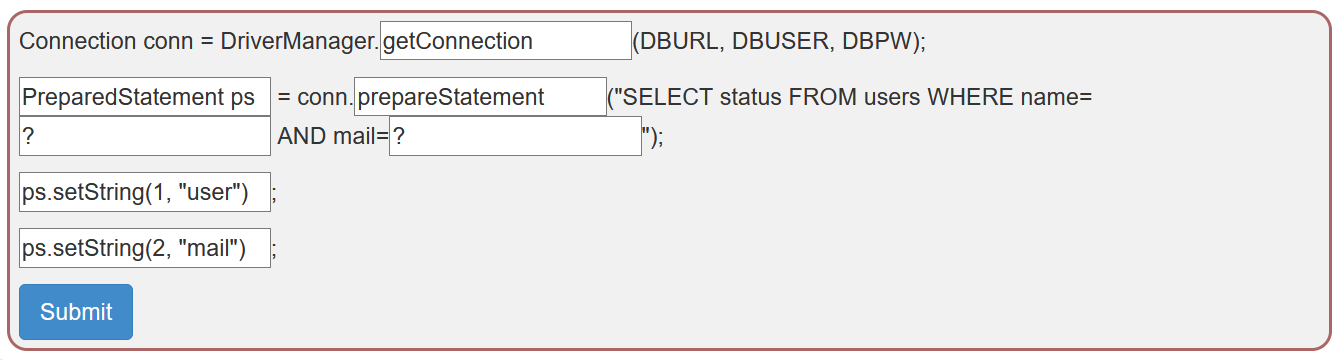 Connection conn = DriverManager.getConnection(DBURL, DBUSER, DBPW);
PreparedStatement ps = conn.prepareStatement("SELECT status FROM users WHERE name=
? AND mail=?");
ps.setString(1, "user");
ps.setString(2, "mail");
Submit